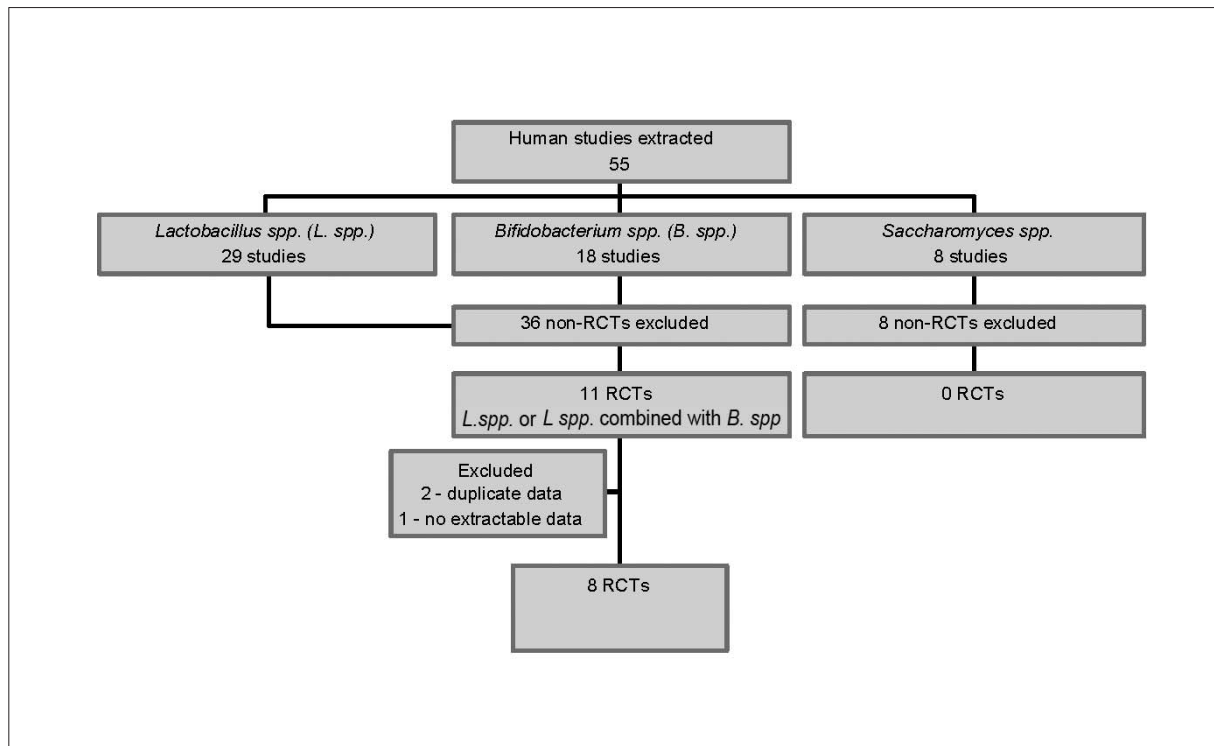 Human studies extracted
55
Lactobacillus spp. (L. spp.)
29 studies
Bifidobacterium spp. (B. spp.)
18 studies
Saccharomyces spp.
8 studies
36 non-RCTs excluded
8 non-RCTs excluded
11 RCTs
L.spp. or L spp. combined with B. spp
0 RCTs
Excluded
2 - duplicate data
1 - no extractable data
8 RCTs